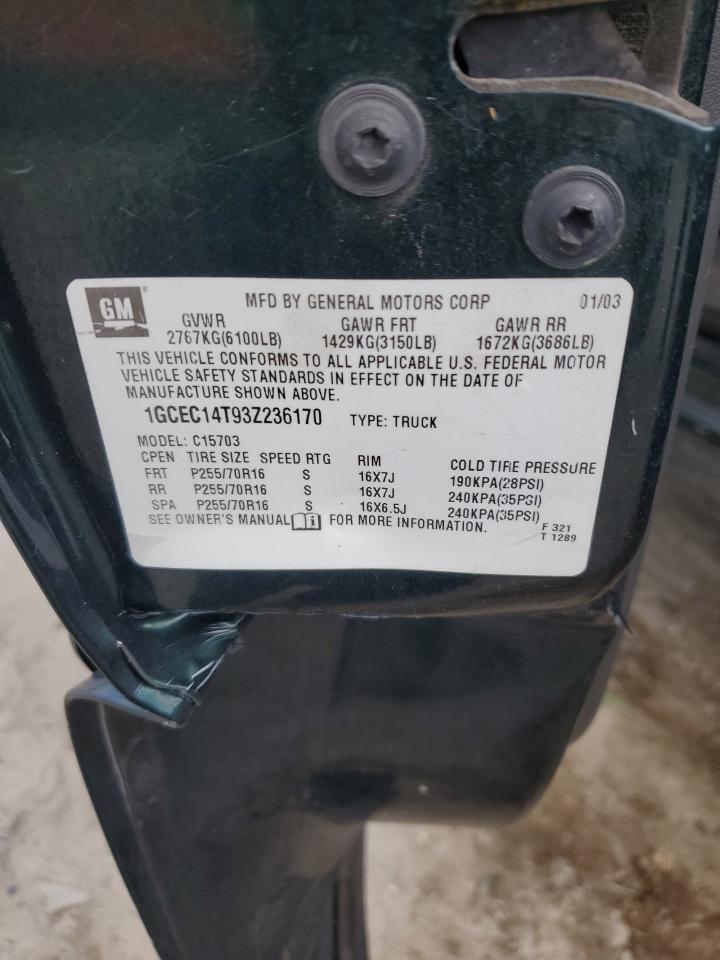 GM
MFD BY GENERAL MOTORS CORP 01/03
GVWR GAWR FRT GAWR RR
2767KG(6100LB) 1429KG(3150LB) 1672KG(3686LB)
THIS VEHICLE CONFORMS TO ALL APPLICABLE U.S. FEDERAL MOTOR
VEHICLE SAFETY STANDARDS IN EFFECT ON THE DATE OF
MANUFACTURE SHOWN ABOVE.
1GCEC14T93Z236170 TYPE: TRUCK
MODEL: C15703
CPEN TIRE SIZE SPEED RTG RIM COLD TIRE PRESSURE
FRT P255/70R16 S 16X7J 190KPA(28PSI)
RR P255/70R16 S 16X7J 240KPA(35PSI)
SPA P255/70R16 S 16X6.5J 240KPA(35PSI)
SEE OWNER'S MANUAL FOR MORE INFORMATION.
F 321
T 1289